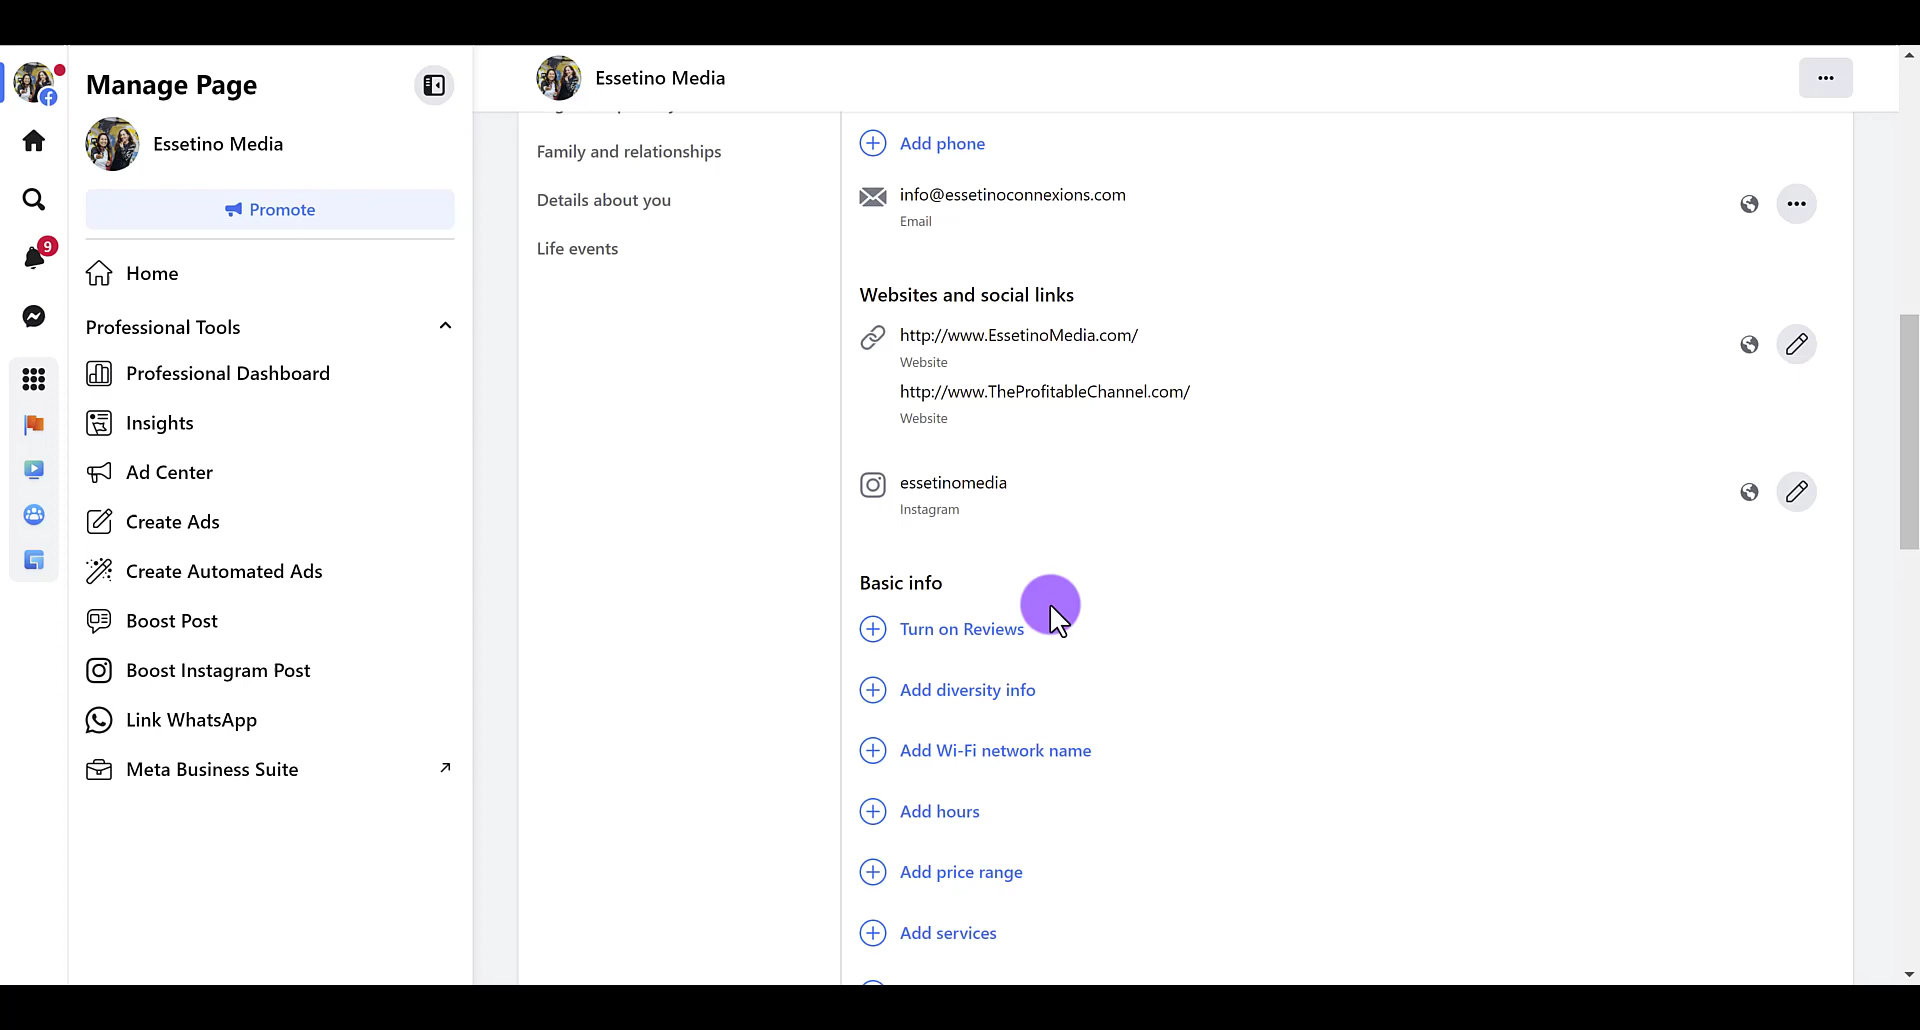 Manage Page
Essetino Media
Promote
Home
Professional Tools
Professional Dashboard
Insights
Ad Center
Create Ads
Create Automated Ads
Boost Post
Boost Instagram Post
Link WhatsApp
Meta Business Suite
9
Essetino Media
Family and relationships
Details about you
Life events
Add phone
info@essetinoconnexions.com
Email
Websites and social links
http://www.EssetinoMedia.com/
Website
http://www.TheProfitableChannel.com/
Website
essetinomedia
Instagram
Basic info
Turn on Reviews
Add diversity info
Add Wi-Fi network name
Add hours
Add price range
Add services